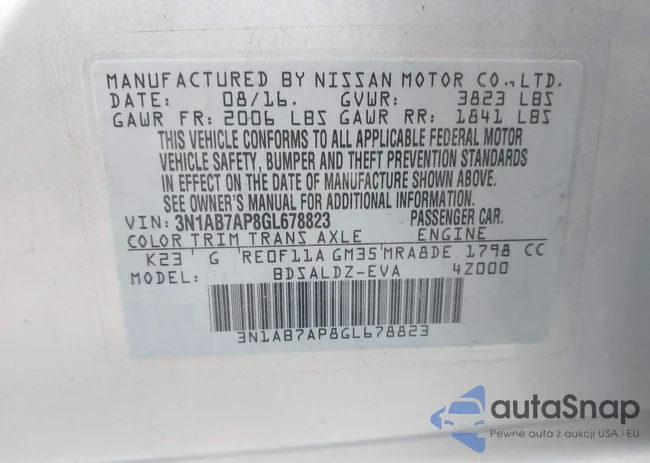 MANUFACTURED BY NISSAN MOTOR CO., LTD.
DATE: 08/16. GVWR: 3823 LBS
GAWR FR: 2006 LBS GAWR RR: 1841 LBS
THIS VEHICLE CONFORMS TO ALL APPLICABLE FEDERAL MOTOR
VEHICLE SAFETY, BUMPER AND THEFT PREVENTION STANDARDS
IN EFFECT ON THE DATE OF MANUFACTURE SHOWN ABOVE.
SEE OWNER'S MANUAL FOR ADDITIONAL INFORMATION.
VIN: 3N1AB7AP8GL678823 PASSENGER CAR.
COLOR TRIM TRANS AXLE ENGINE
K23 G RE0F11A GM35 MRA8DE 1798 CC
MODEL: BDSALDZ-EVA 4Z000
3N1AB7AP8GL678823
autaSnap
Pewne auta z aukcji USA i EU